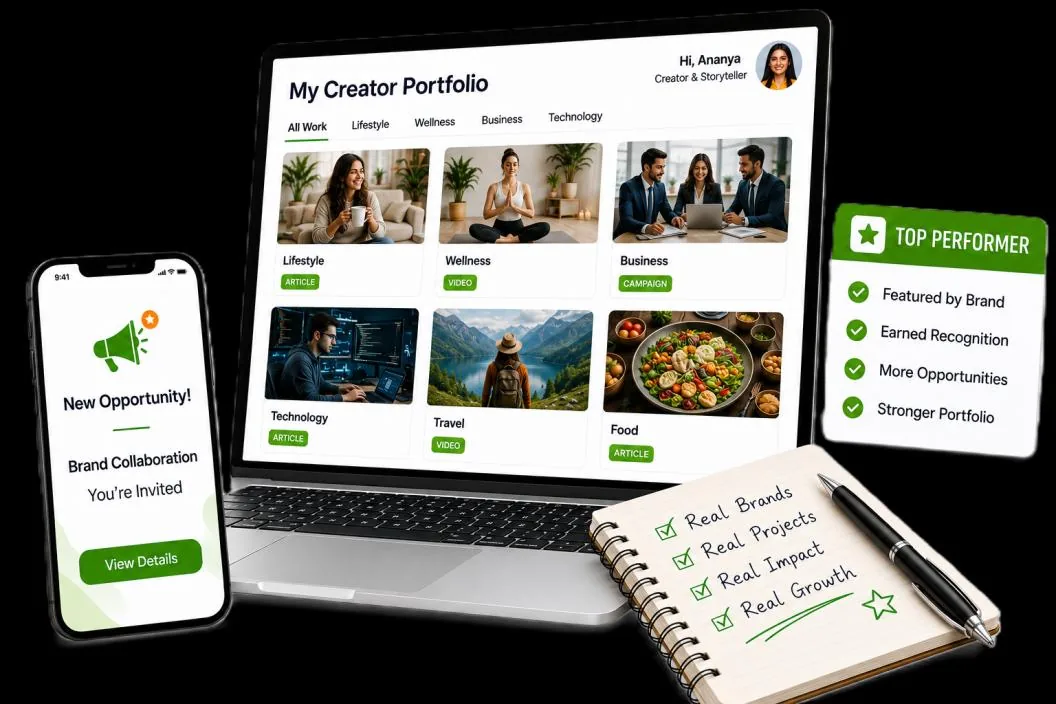 My Creator Portfolio
Hi, Ananya
Creator & Storyteller
All Work
Lifestyle
Wellness
Business
Technology
Lifestyle
ARTICLE
Wellness
VIDEO
Business
CAMPAIGN
Technology
ARTICLE
Travel
VIDEO
Food
ARTICLE
9:41
New Opportunity!
Brand Collaboration
You're Invited
View Details
TOP PERFORMER
Featured by Brand
Earned Recognition
More Opportunities
Stronger Portfolio
Real Brands
Real Projects
Real Impact
Real Growth